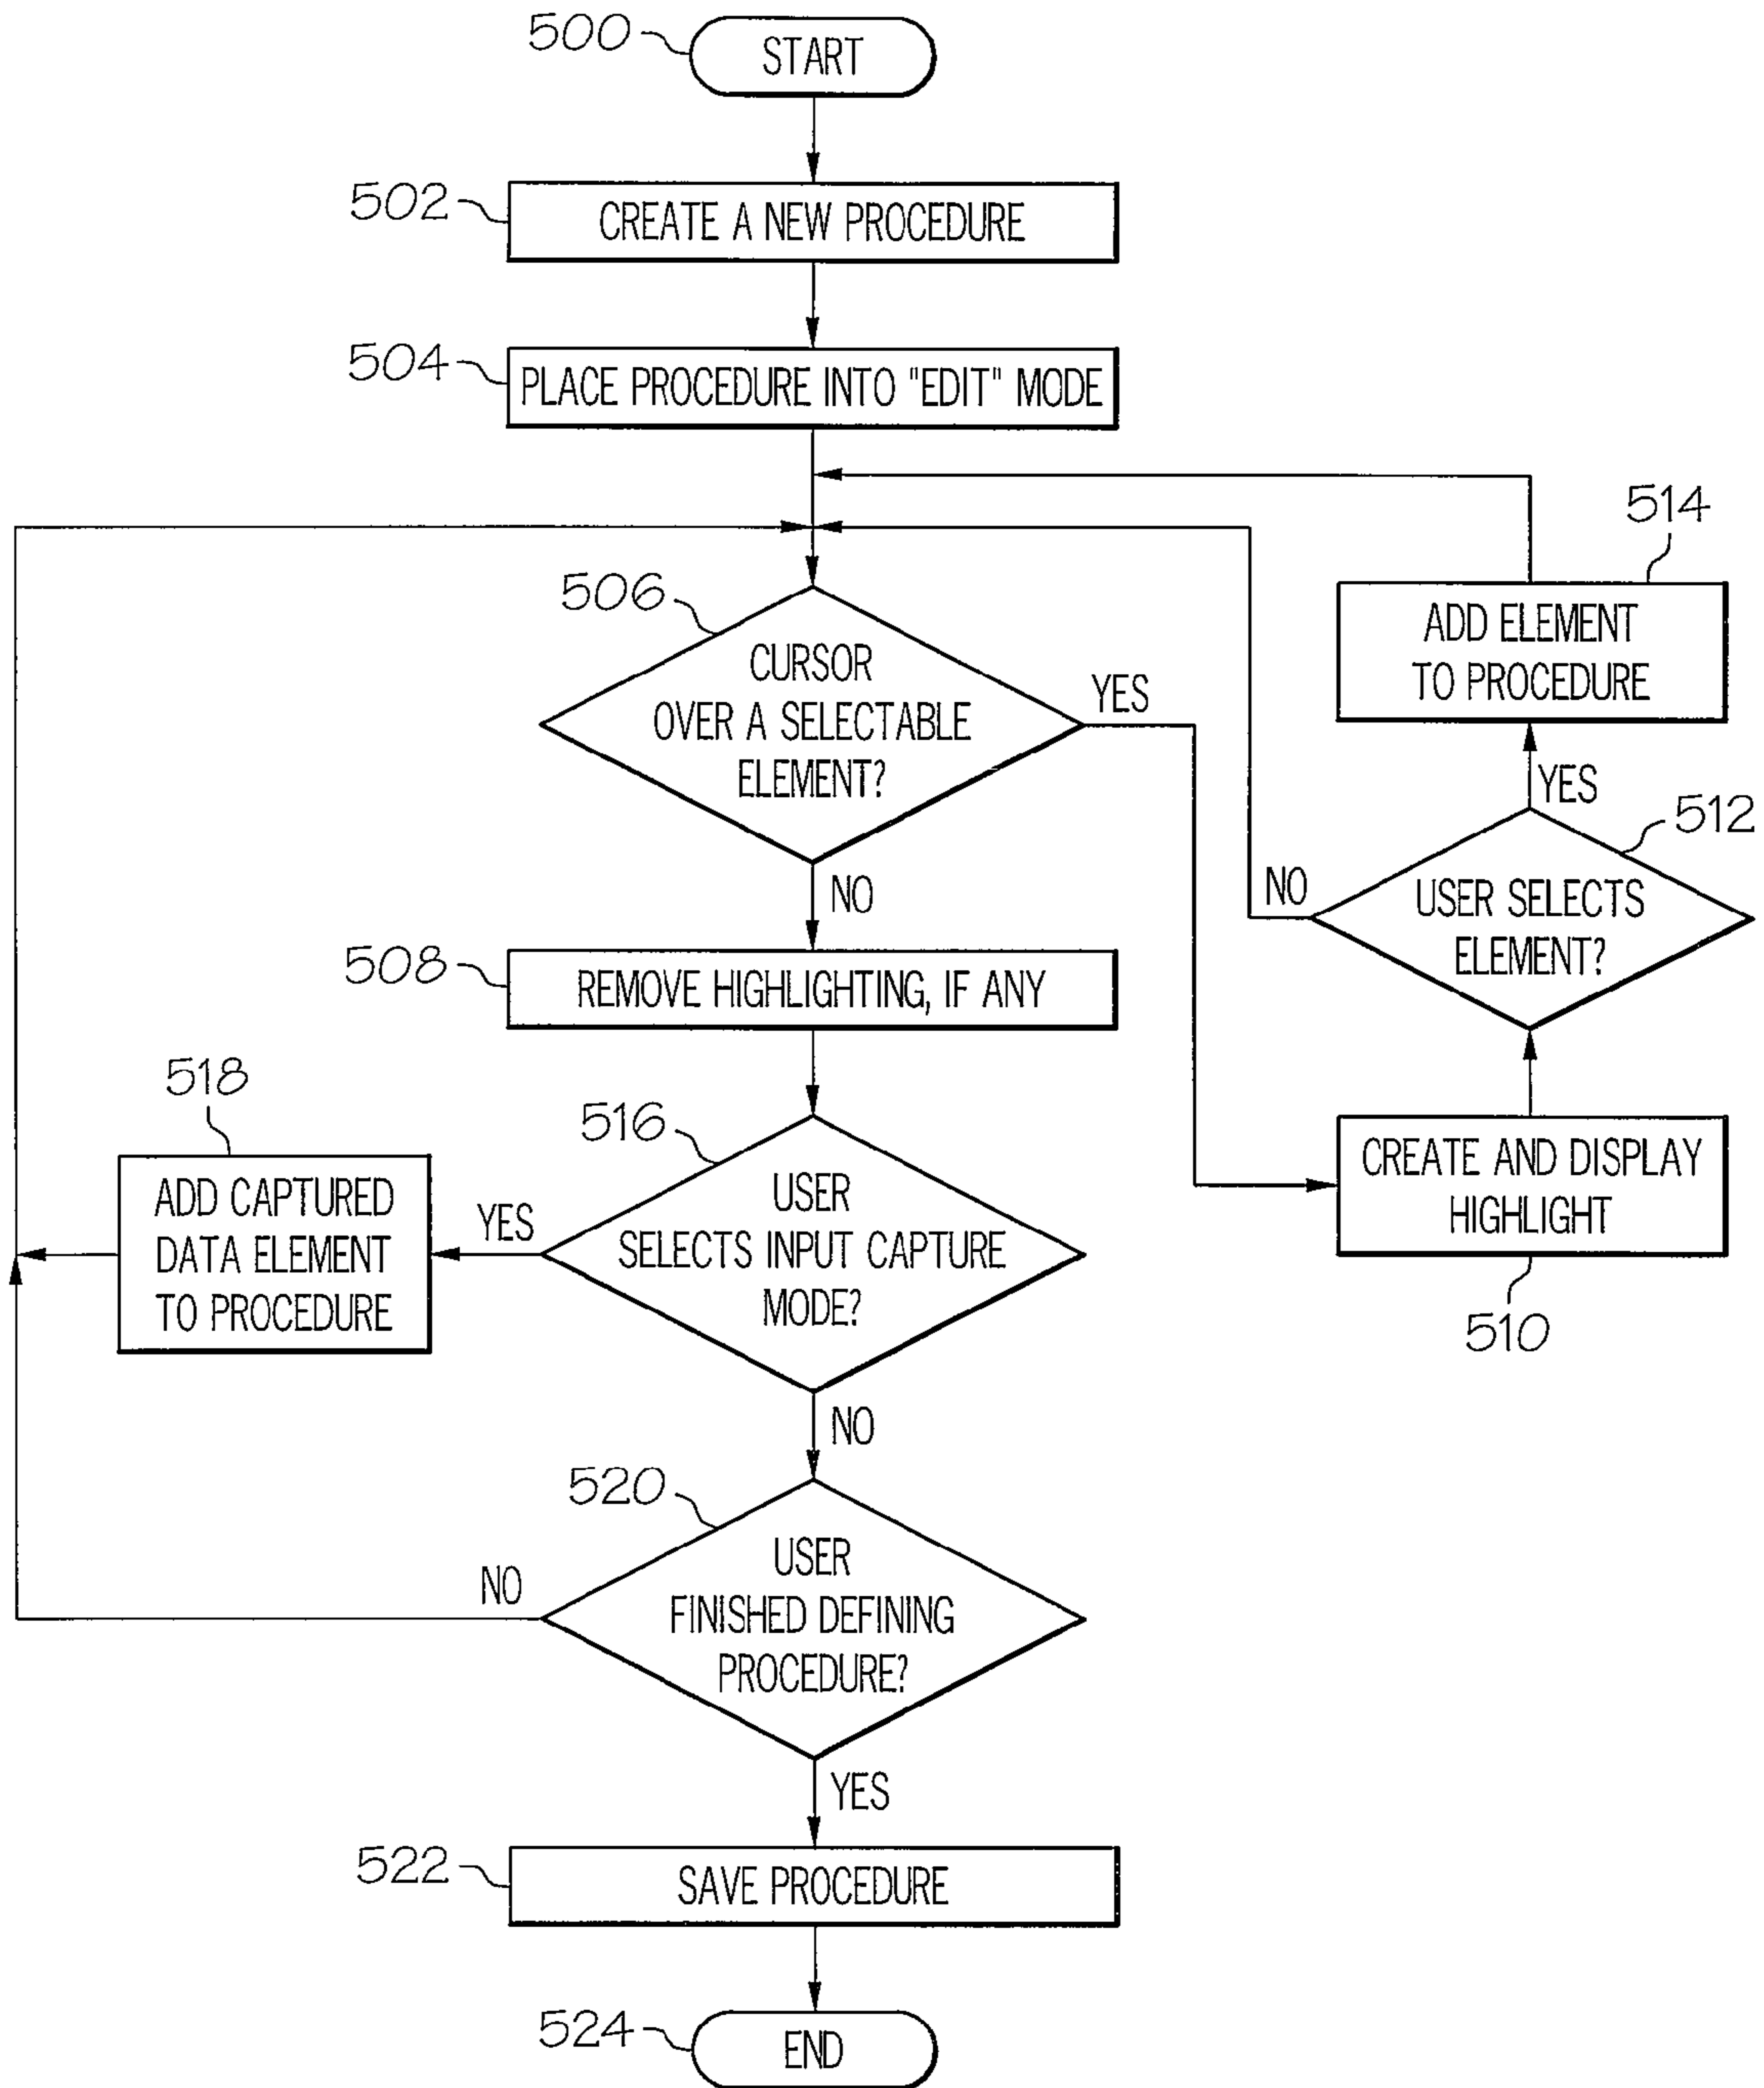 500
START
502
CREATE A NEW PROCEDURE
504
PLACE PROCEDURE INTO "EDIT" MODE
514
ADD ELEMENT
TO PROCEDURE
506
CURSOR
OVER A SELECTABLE
ELEMENT?
YES
NO
YES
512
USER SELECTS
ELEMENT?
NO
508
REMOVE HIGHLIGHTING, IF ANY
510
CREATE AND DISPLAY
HIGHLIGHT
518
ADD CAPTURED
DATA ELEMENT
TO PROCEDURE
516
USER
SELECTS INPUT CAPTURE
MODE?
YES
NO
520
USER
FINISHED DEFINING
PROCEDURE?
NO
YES
522
SAVE PROCEDURE
524
END